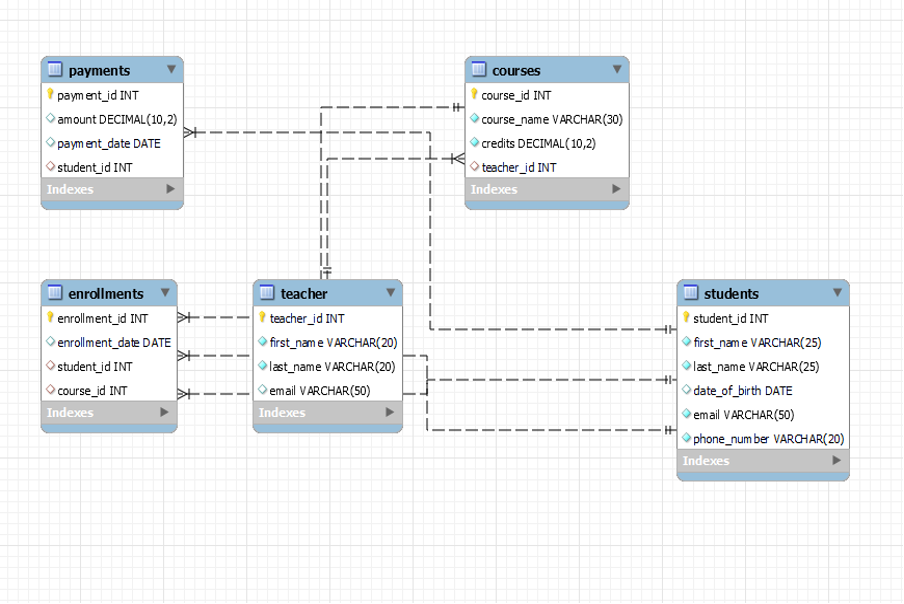 payments
payment_id INT
amount DECIMAL(10,2)
payment_date DATE
student_id INT
Indexes
courses
course_id INT
course_name VARCHAR(30)
credits DECIMAL(10,2)
teacher_id INT
Indexes
enrollments
enrollment_id INT
enrollment_date DATE
student_id INT
course_id INT
Indexes
teacher
teacher_id INT
first_name VARCHAR(20)
last_name VARCHAR(20)
email VARCHAR(50)
Indexes
students
student_id INT
first_name VARCHAR(25)
last_name VARCHAR(25)
date_of_birth DATE
email VARCHAR(50)
phone_number VARCHAR(20)
Indexes